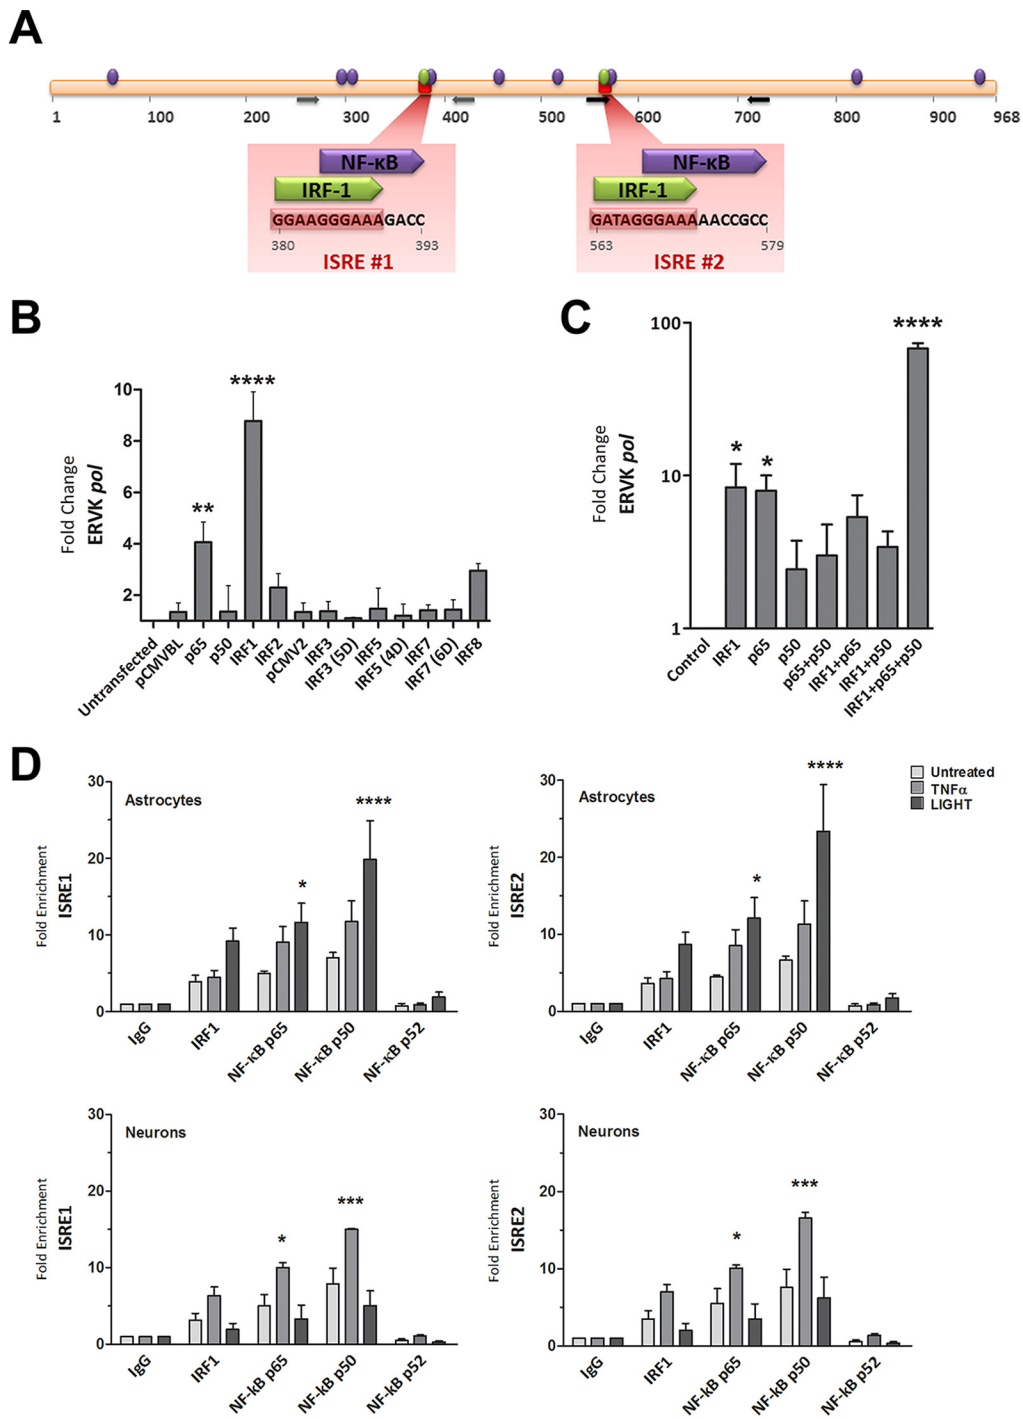 A
1 100 200 300 400 500 600 700 800 900 968
NF-κB
IRF-1
GGAAGGGAAAGACC
380 393
ISRE #1
NF-κB
IRF-1
GATAGGGAAAAACCGCC
563 579
ISRE #2
B
Fold Change
ERVK pol
10
8
6
4
2
****
**
Untransfected
pCMVBL
p65
p50
IRF1
IRF2
pCMV2
IRF3
IRF3 (5D)
IRF5
IRF5 (4D)
IRF7
IRF7 (6D)
IRF8
C
Fold Change
ERVK pol
100
10
1
*
*
****
Control
IRF1
p65
p50
p65+p50
IRF1+p65
IRF1+p50
IRF1+p65+p50
D
Fold Enrichment
ISRE1
30
20
10
0
Astrocytes
*
****
IgG
IRF1
NF-κB p65
NF-κB p50
NF-κB p52
Fold Enrichment
ISRE2
30
20
10
0
Astrocytes
*
****
IgG
IRF1
NF-κB p65
NF-κB p50
NF-κB p52
Untreated
TNFα
LIGHT
Fold Enrichment
ISRE1
30
20
10
0
Neurons
*
***
IgG
IRF1
NF-kB p65
NF-kB p50
NF-kB p52
Fold Enrichment
ISRE2
30
20
10
0
Neurons
*
***
IgG
IRF1
NF-kB p65
NF-kB p50
NF-kB p52